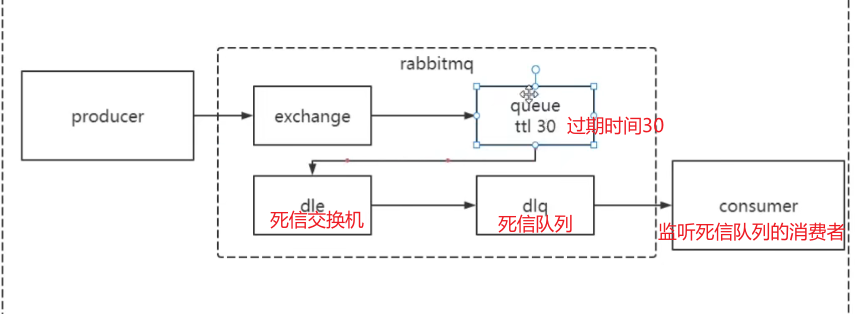 rabbitmq
producer
exchange
queue
ttl 30
过期时间30
dle
死信交换机
dlq
死信队列
consumer
监听死信队列的消费者